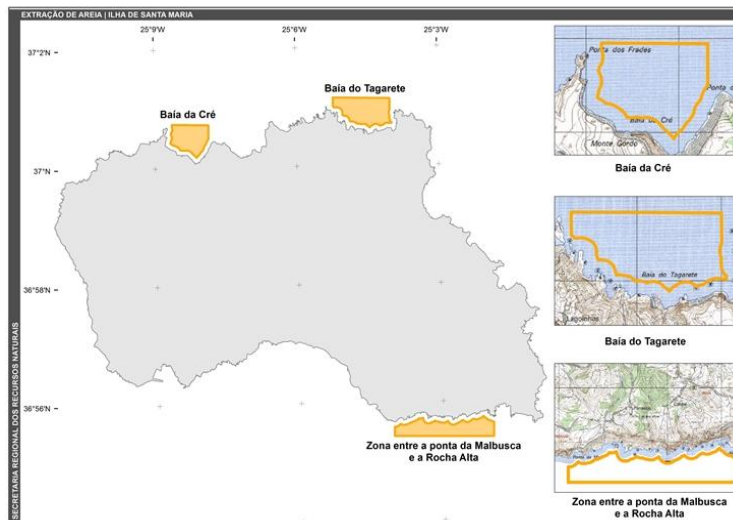 EXTRAÇÃO DE AREIA | ILHA DE SANTA MARIA
25°9'
25°6'
25°3'
37°2'
37°
36°58'
36°56'
Baía da Cré
Baía do Tagarete
Zona entre a ponta da Malbusca
e a Rocha Alta
SECRETARIA REGIONAL DOS RECURSOS NATURAIS
Ponta dos Frades
Ponta d
Baía da Cré
Monte Gordo
Baía da Cré
Baía do Tagarete
Lagoinhos
Baía do Tagarete
Zona entre a ponta da Malbusca
e a Rocha Alta